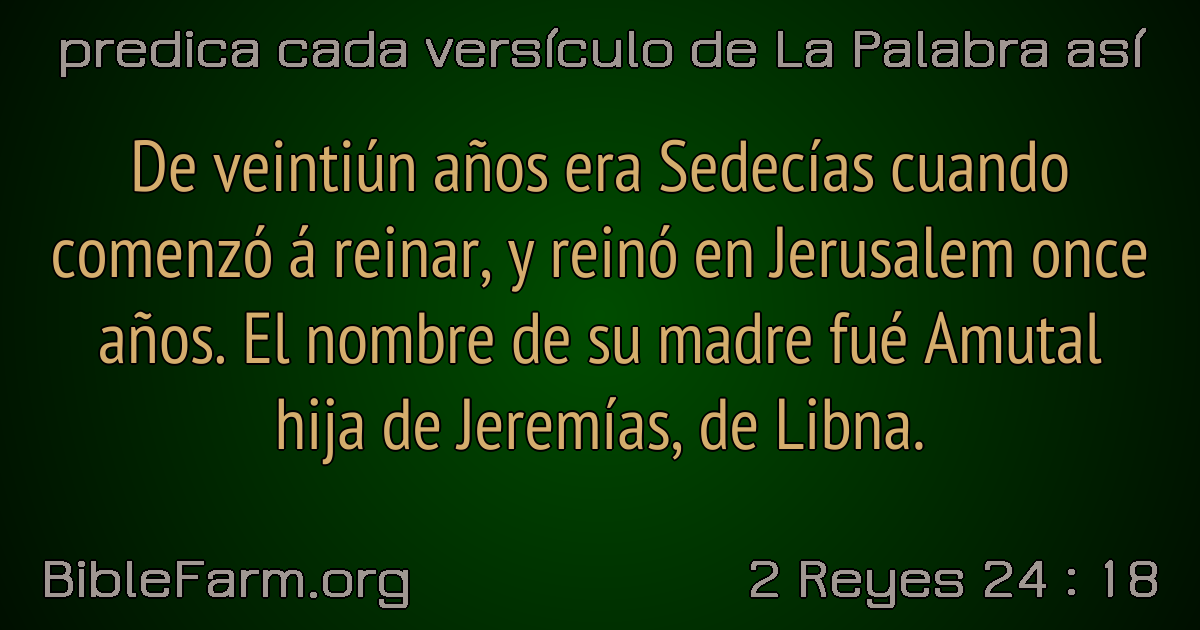 predica cada versículo de La Palabra así
De veintiún años era Sedecías cuando
comenzó á reinar, y reinó en Jerusalem once
años. El nombre de su madre fué Amutal
hija de Jeremías, de Libna.
BibleFarm.org
2 Reyes 24 : 18